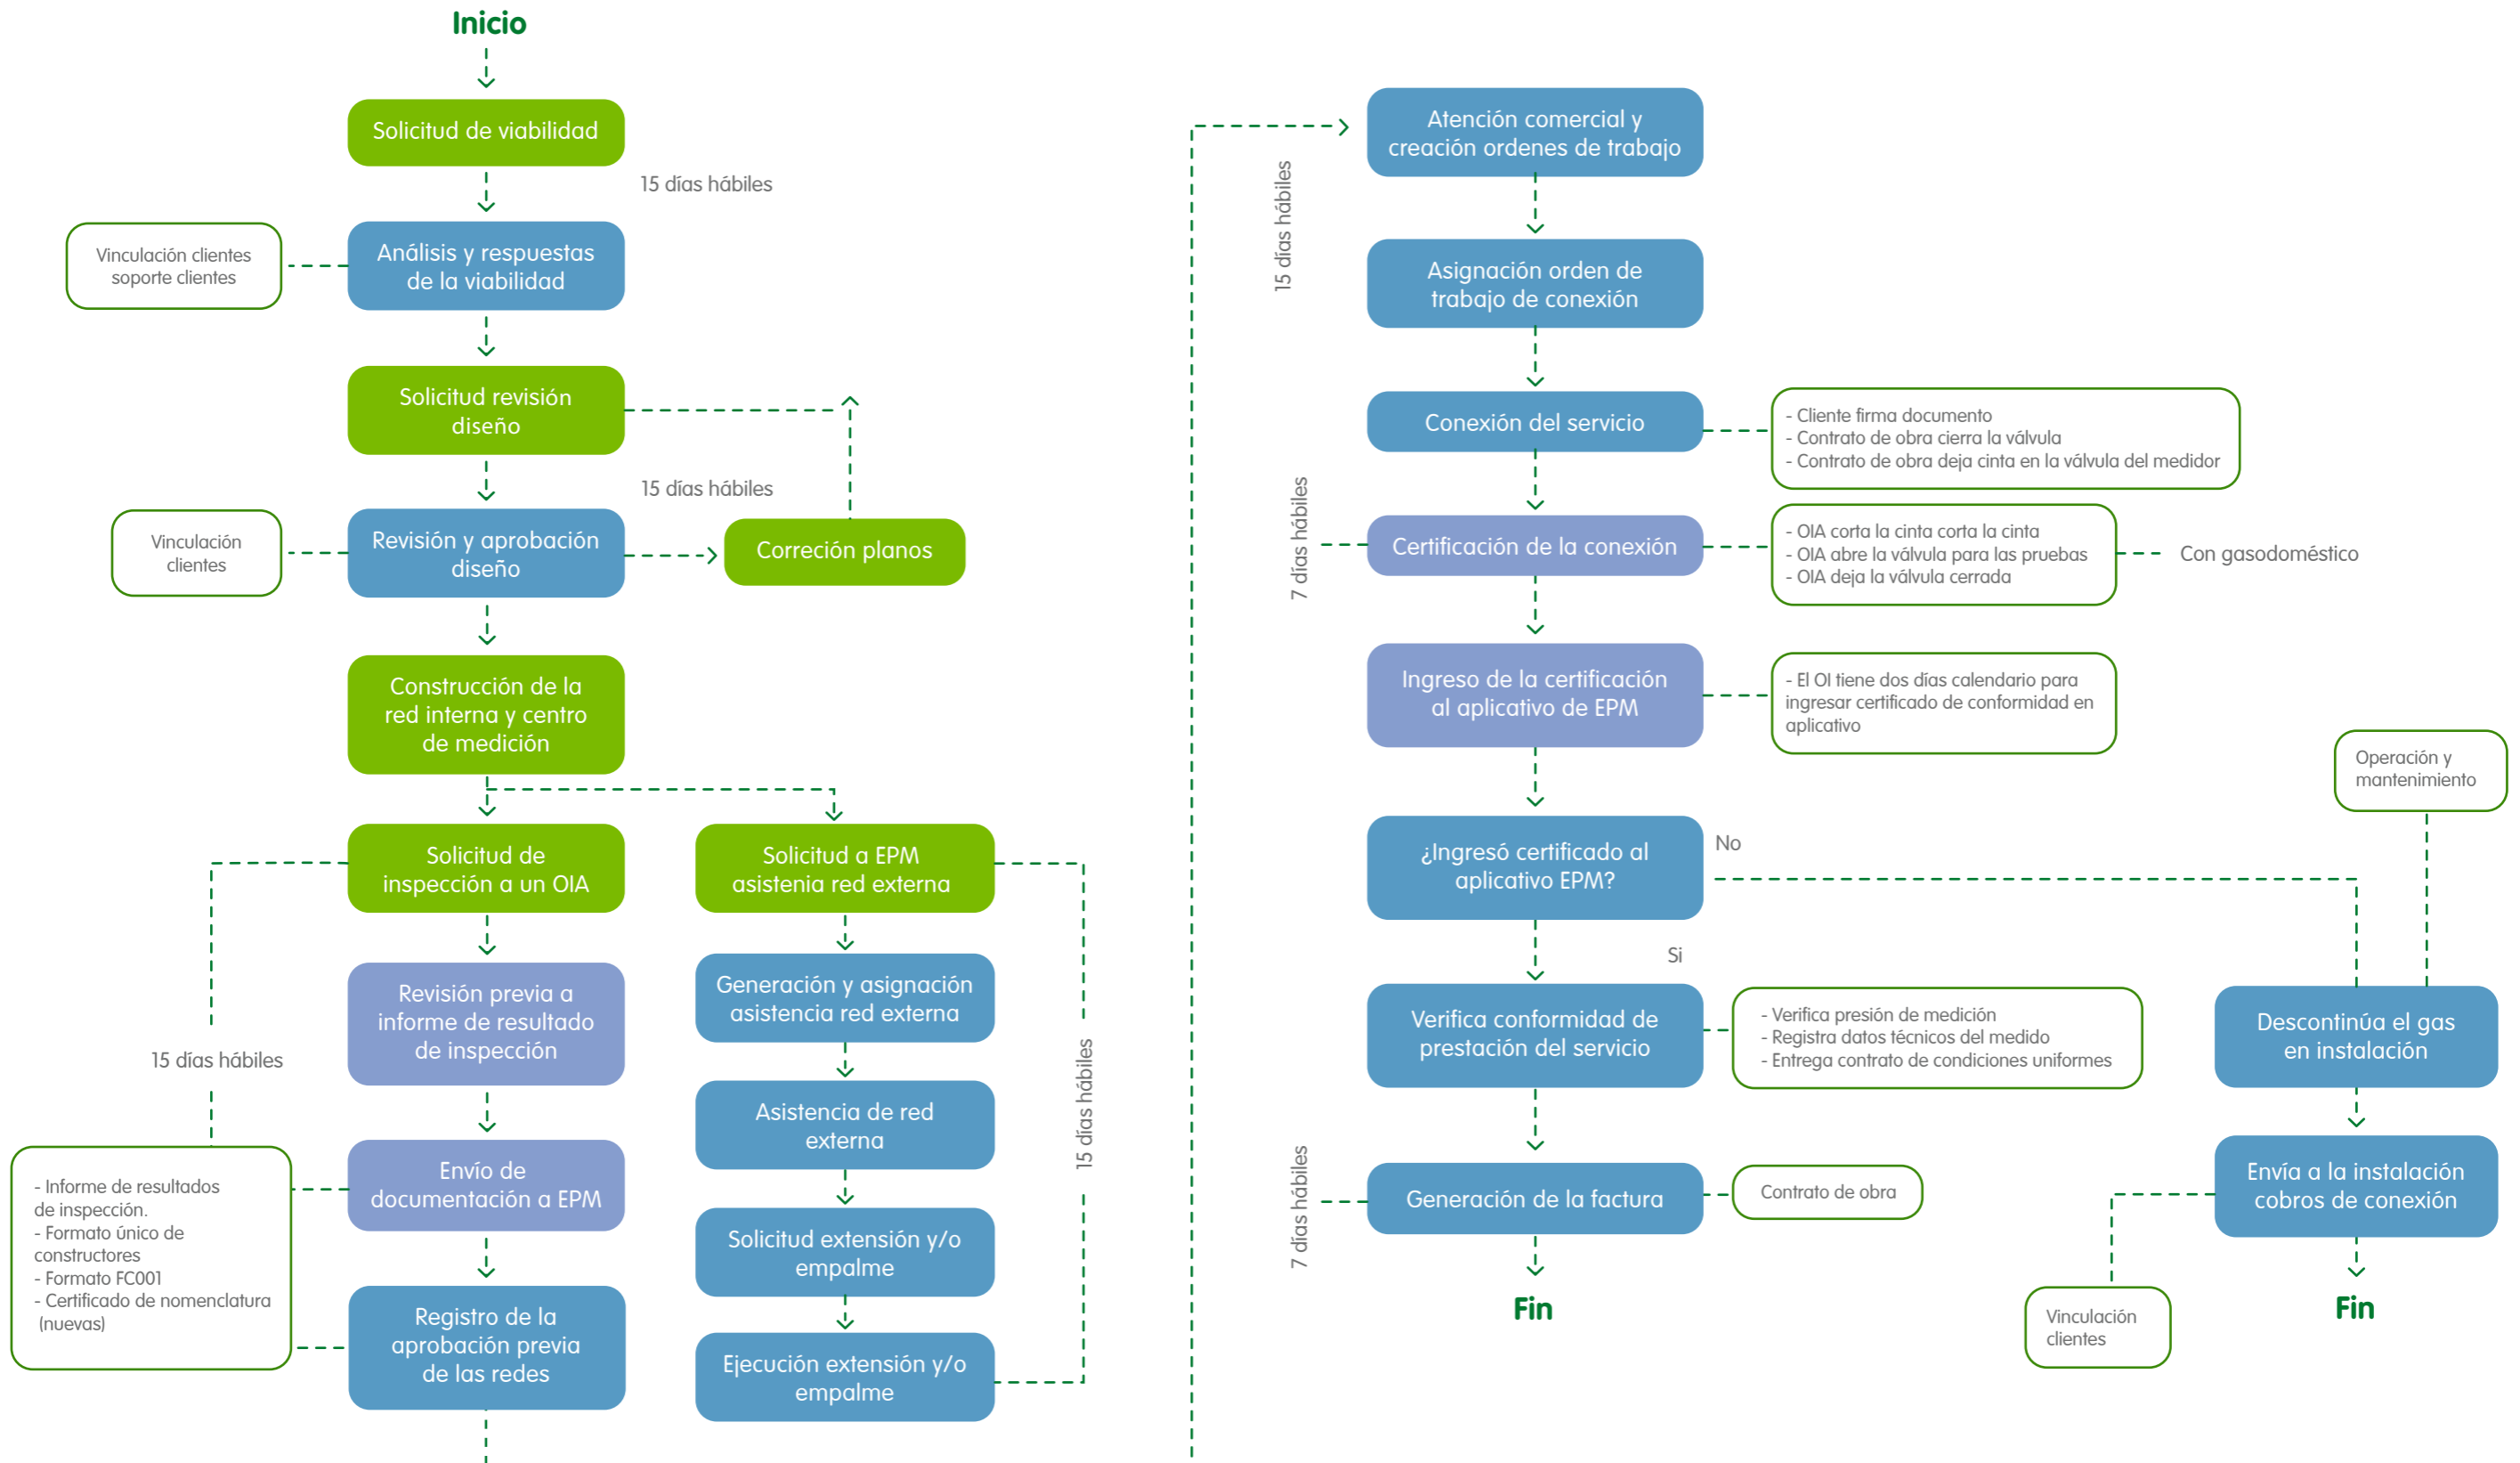 Inicio
Solicitud de viabilidad
15 días hábiles
Análisis y respuestas
de la viabilidad
Vinculación clientes
soporte clientes
Solicitud revisión
diseño
15 días hábiles
Revisión y aprobación
diseño
Vinculación
clientes
Correción planos
Construcción de la
red interna y centro
de medición
Solicitud de
inspección a un OIA
Revisión previa a
informe de resultado
de inspección
15 días hábiles
Envío de
documentación a EPM
- Informe de resultados
de inspección.
- Formato único de
constructores
- Formato FC001
- Certificado de nomenclatura
(nuevas)
Registro de la
aprobación previa
de las redes
Solicitud a EPM
asistenia red externa
Generación y asignación
asistencia red externa
Asistencia de red
externa
15 días hábiles
Solicitud extensión y/o
empalme
Ejecución extensión y/o
empalme
Atención comercial y
creación ordenes de trabajo
15 días hábiles
Asignación orden de
trabajo de conexión
Conexión del servicio
- Cliente firma documento
- Contrato de obra cierra la válvula
- Contrato de obra deja cinta en la válvula del medidor
7 días hábiles
Certificación de la conexión
- OIA corta la cinta corta la cinta
- OIA abre la válvula para las pruebas
- OIA deja la válvula cerrada
Con gasodoméstico
Ingreso de la certificación
al aplicativo de EPM
- El OI tiene dos días calendario para
ingresar certificado de conformidad en
aplicativo
¿Ingresó certificado al
aplicativo EPM?
No
Si
Operación y
mantenimiento
Verifica conformidad de
prestación del servicio
- Verifica presión de medición
- Registra datos técnicos del medido
- Entrega contrato de condiciones uniformes
Descontinúa el gas
en instalación
7 días hábiles
Generación de la factura
Contrato de obra
Envía a la instalación
cobros de conexión
Vinculación
clientes
Fin
Fin